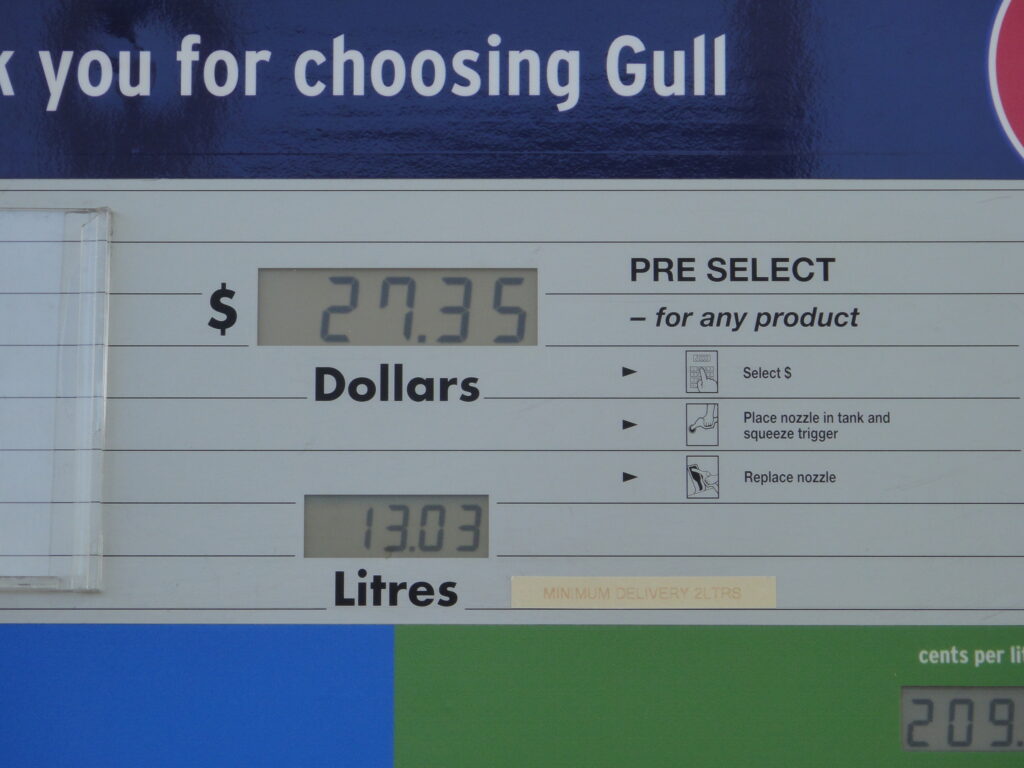 k you for choosing Gull
$ 27.35
Dollars
PRE SELECT
– for any product
Select $
Place nozzle in tank and
squeeze trigger
Replace nozzle
13.03
Litres
MINIMUM DELIVERY 2LTRS
cents per lit
209.